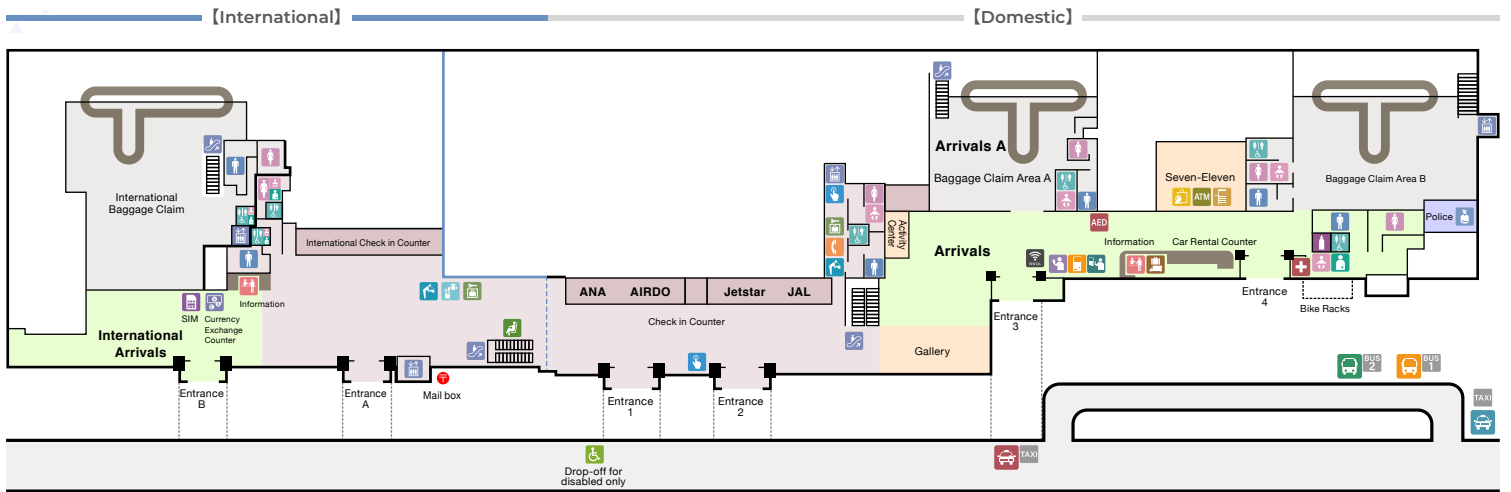 【International】
【Domestic】
International
Baggage Claim
International Check in Counter
Information
SIM
Currency
Exchange
Counter
International
Arrivals
Entrance
B
Entrance
A
Mail box
ANA
AIRDO
Jetstar
JAL
Check in Counter
Entrance
1
Entrance
2
Drop-off for
disabled only
Activity
Center
Gallery
Arrivals A
Baggage Claim Area A
Arrivals
AED
RENTAL
Seven-Eleven
ATM
Information
Car Rental Counter
Baggage Claim Area B
Police
Entrance
3
Entrance
4
Bike Racks
BUS
2
BUS
1
TAXI
TAXI